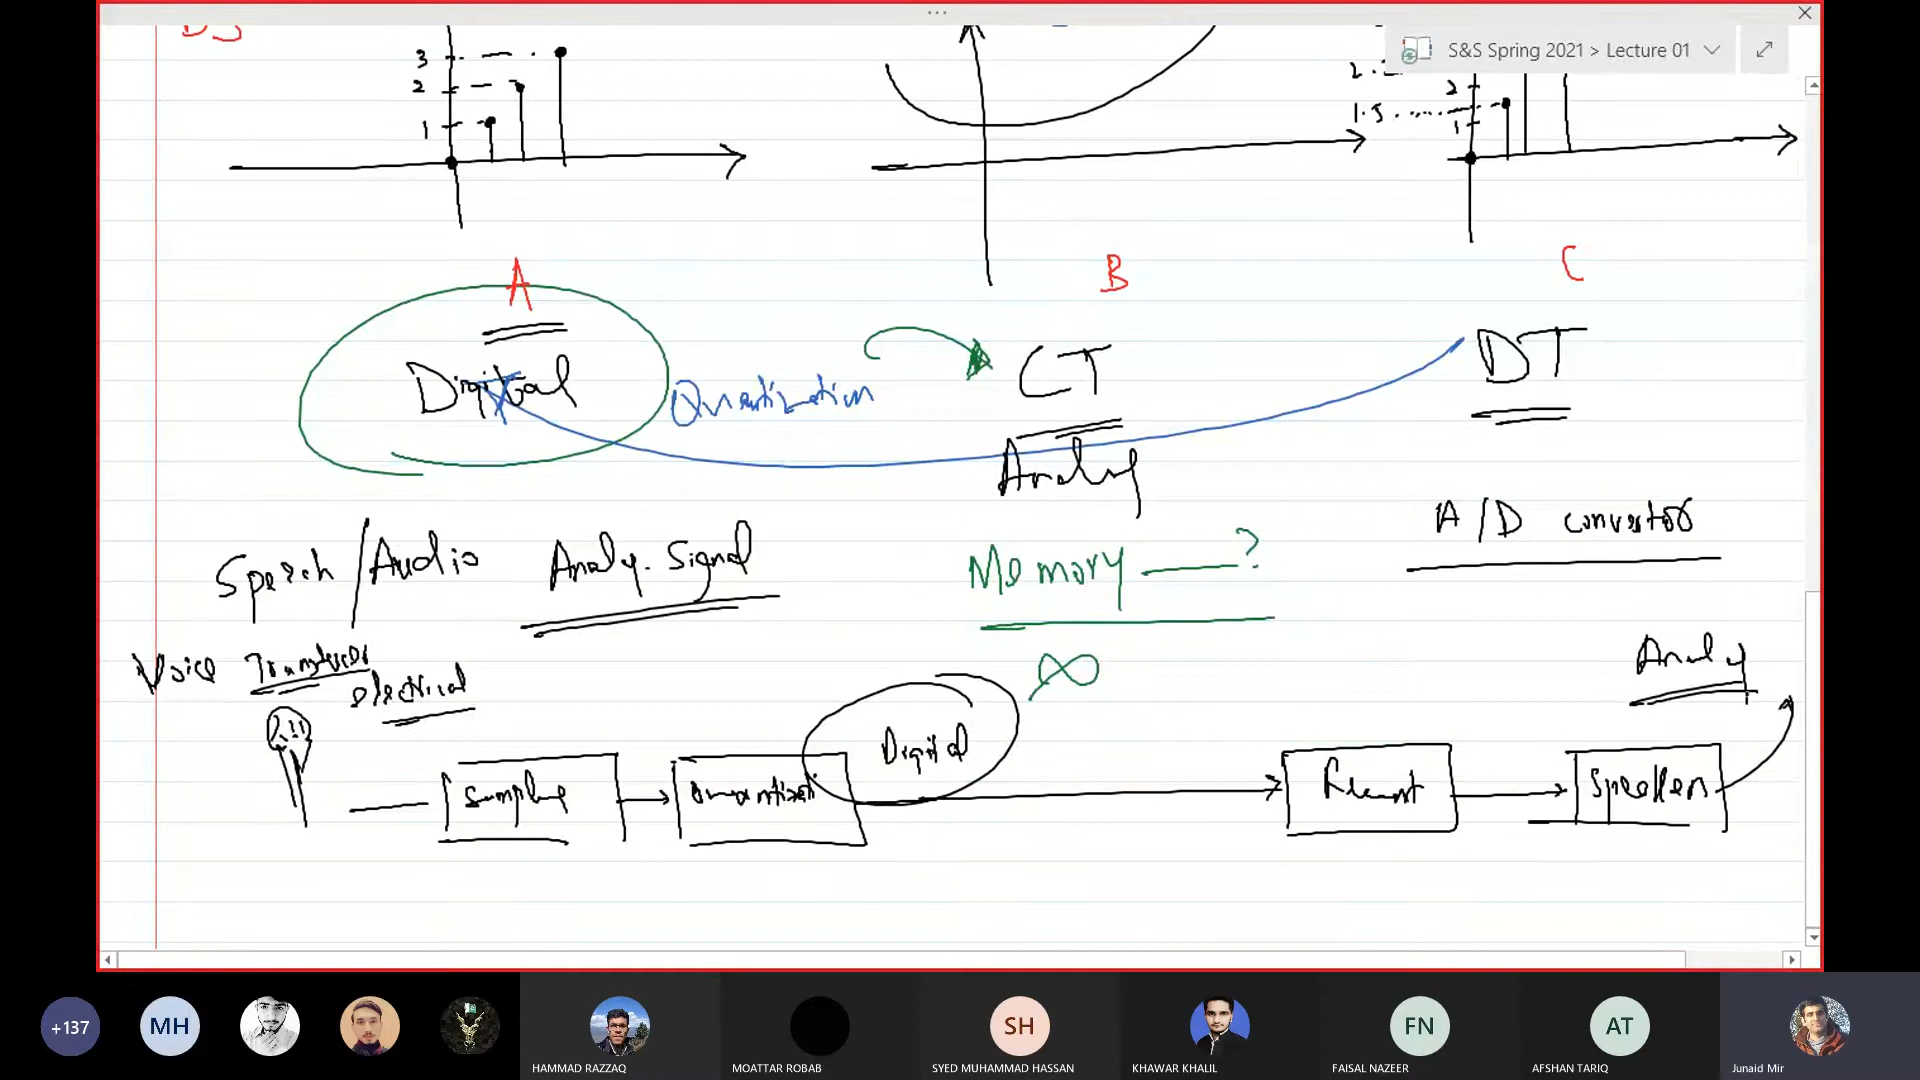 S&S Spring 2021 > Lecture 01
DS
3
2
1
2
1.5
1
A
B
C
Digital
Quantization
CT
DT
Analog
A/D convertor
Speech/Audio
Analog. Signal
Memory ?
∞
Voice
Transducer
electrical
Digital
Analog
Sampling
Speaker
+137
MH
SH
FN
AT
HAMMAD RAZZAQ
MOATTAR ROBAB
SYED MUHAMMAD HASSAN
KHAWAR KHALIL
FAISAL NAZEER
AFSHAN TARIQ
Junaid Mir